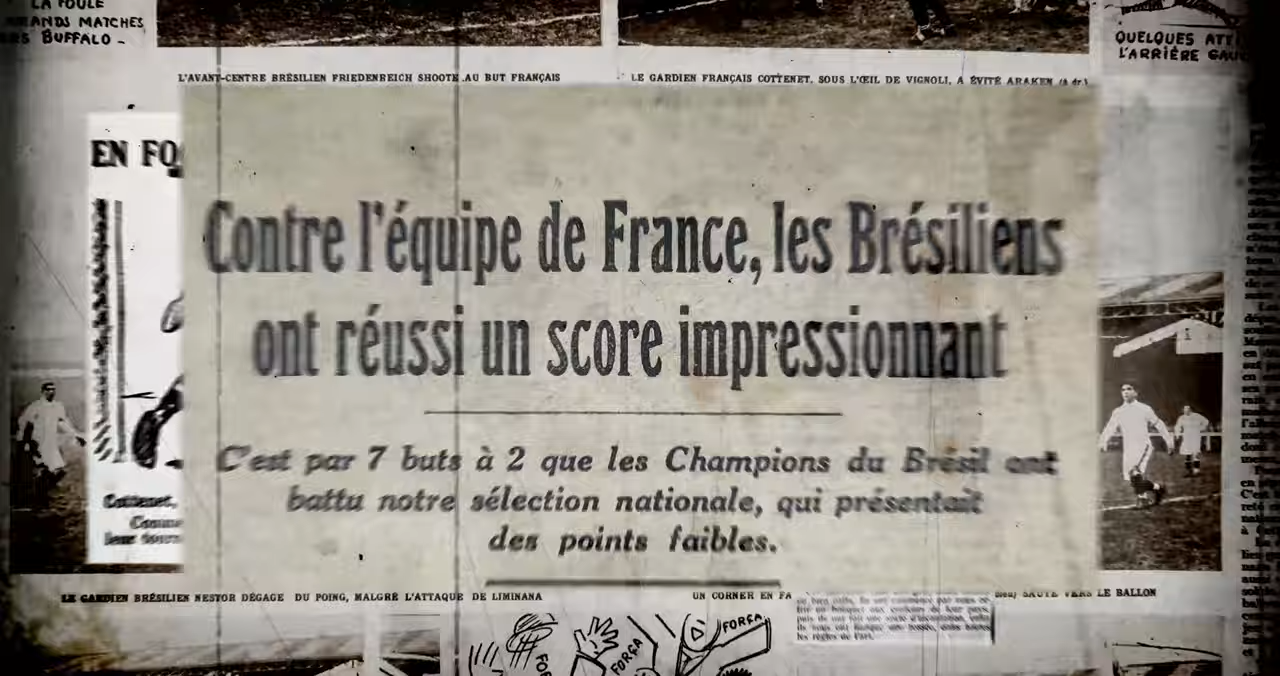 LA FOULE
GRANDS MATCHES
BUFFALO -
QUELQUES
L'ARRIÈRE
L'AVANT-CENTRE BRÉSILIEN FRIEDENREICH SHOOTE AU BUT FRANÇAIS
LE GARDIEN FRANÇAIS COTTENET, SOUS L'ŒIL DE VIGNOLI, A ÉVITÉ ARAKEN
EN
Contre l'équipe de France, les Brésiliens
ont réussi un score impressionnant
C'est par 7 buts à 2 que les Champions du Brésil ont
battu notre sélection nationale, qui présentait
des points faibles.
Cottenet,
LE GARDIEN BRÉSILIEN NESTOR DÉGAGE DU POING, MALGRÉ L'ATTAQUE DE LIMINANA
UN CORNER EN
SAUTE VERS LE BALLON
les règles de l'art.
FORÇA
FORÇA